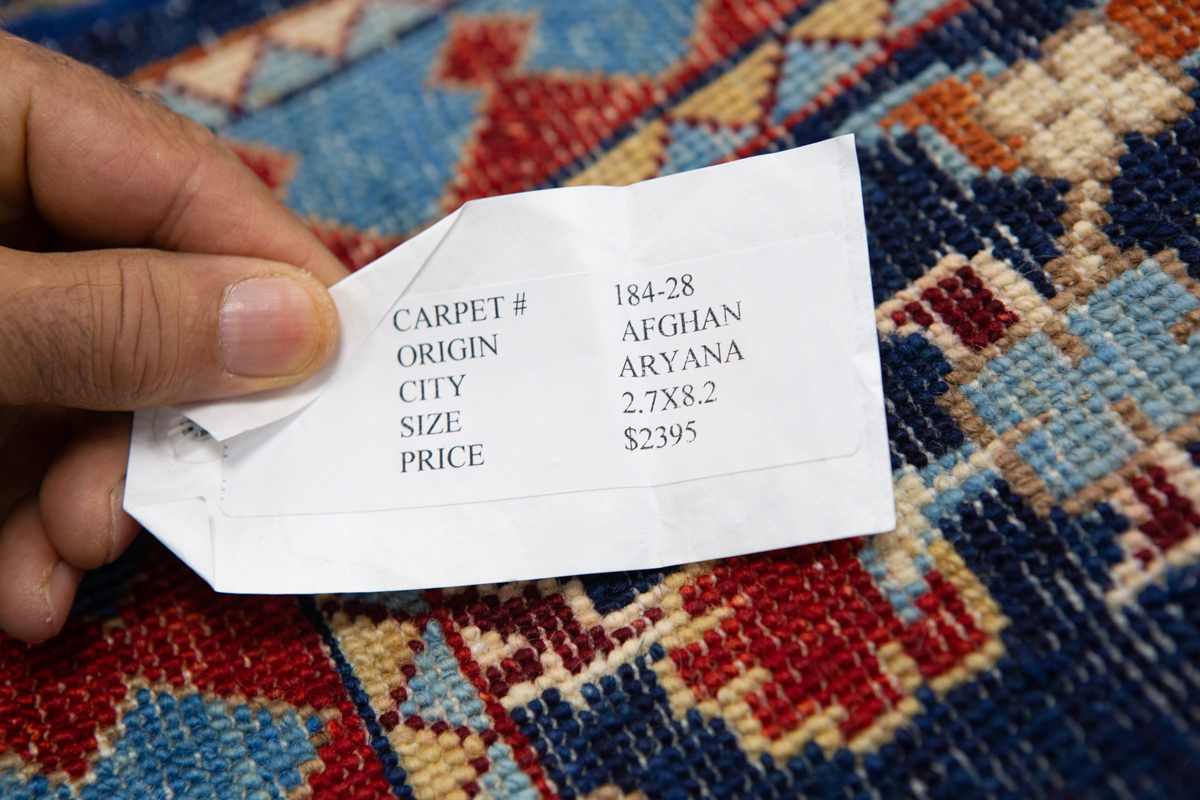 CARPET # 184-28
ORIGIN AFGHAN
CITY ARYANA
SIZE 2.7X8.2
PRICE $2395